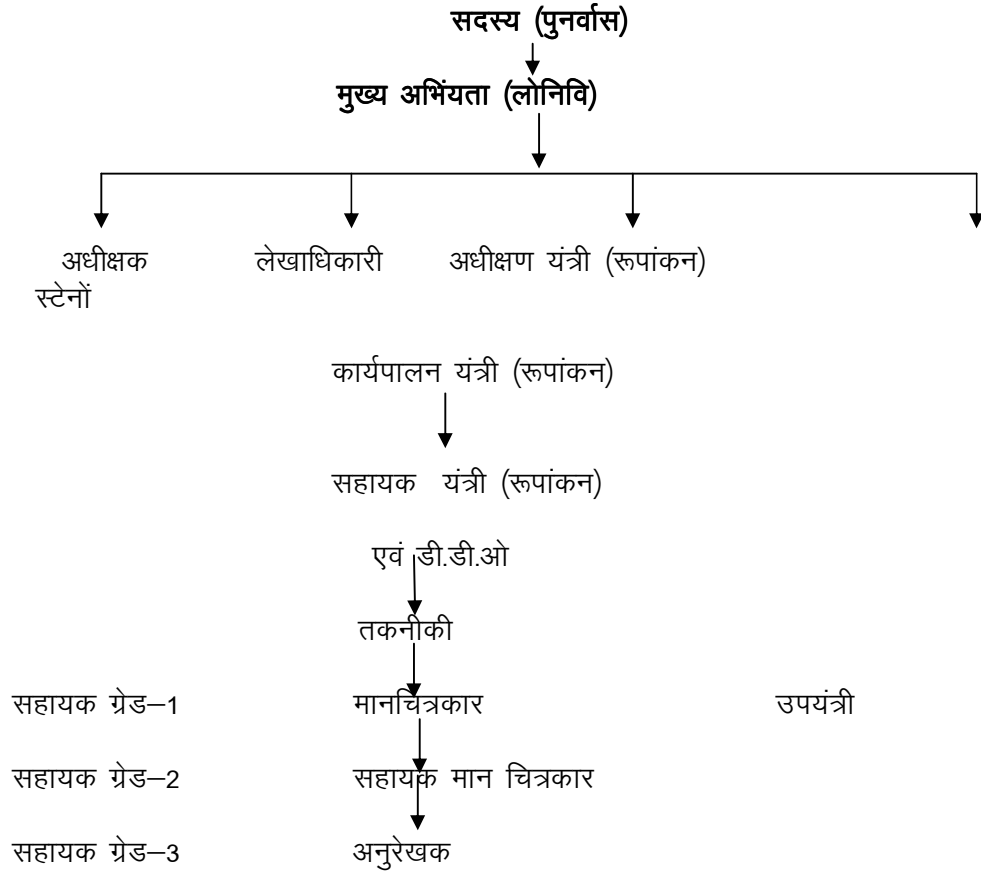 सदस्य (पुनर्वास)
मुख्य अभिंयता (लोनिवि)
अधीक्षक लेखाधिकारी अधीक्षण यंत्री (रूपांकन)
स्टेनों
कार्यपालन यंत्री (रूपांकन)
सहायक यंत्री (रूपांकन)
एवं डी.डी.ओ
तकनीकी
सहायक ग्रेड–1 मानचित्रकार उपयंत्री
सहायक ग्रेड–2 सहायक मान चित्रकार
सहायक ग्रेड–3 अनुरेखक